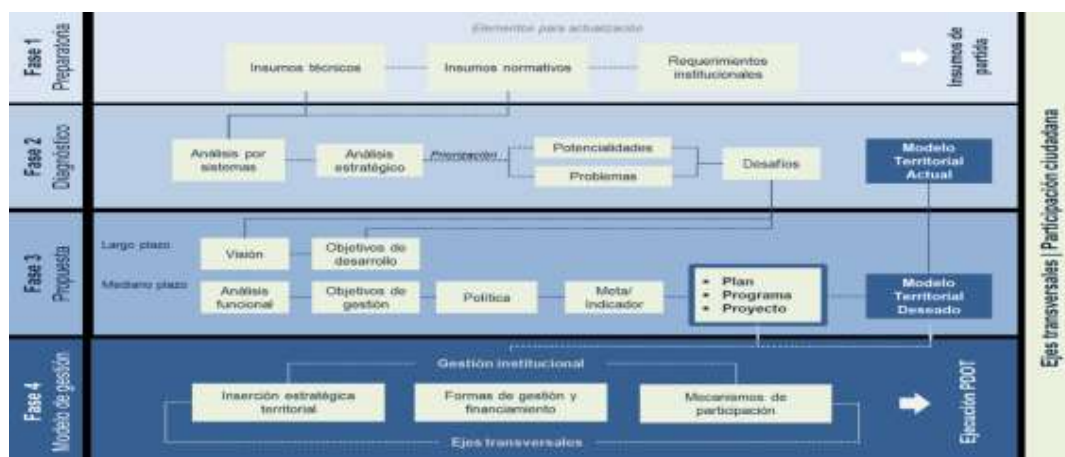 Fase 1
Preparatoria
Elementos para actualización
Insumos técnicos
Insumos normativos
Requerimientos
institucionales
Insumos de
partida
Fase 2
Diagnóstico
Análisis por
sistemas
Análisis
estratégico
Priorización
Potencialidades
Problemas
Desafíos
Modelo
Territorial
Actual
Fase 3
Propuesta
Largo plazo
Visión
Objetivos de
desarrollo
Mediano plazo
Análisis
funcional
Objetivos de
gestión
Política
Meta/
Indicador
• Plan
• Programa
• Proyecto
Modelo
Territorial
Deseado
Fase 4
Modelo de gestión
Gestión institucional
Inserción estratégica
territorial
Formas de gestión y
financiamiento
Mecanismos de
participación
Ejes transversales
Ejecución PDOT
Ejes transversales | Participación ciudadana